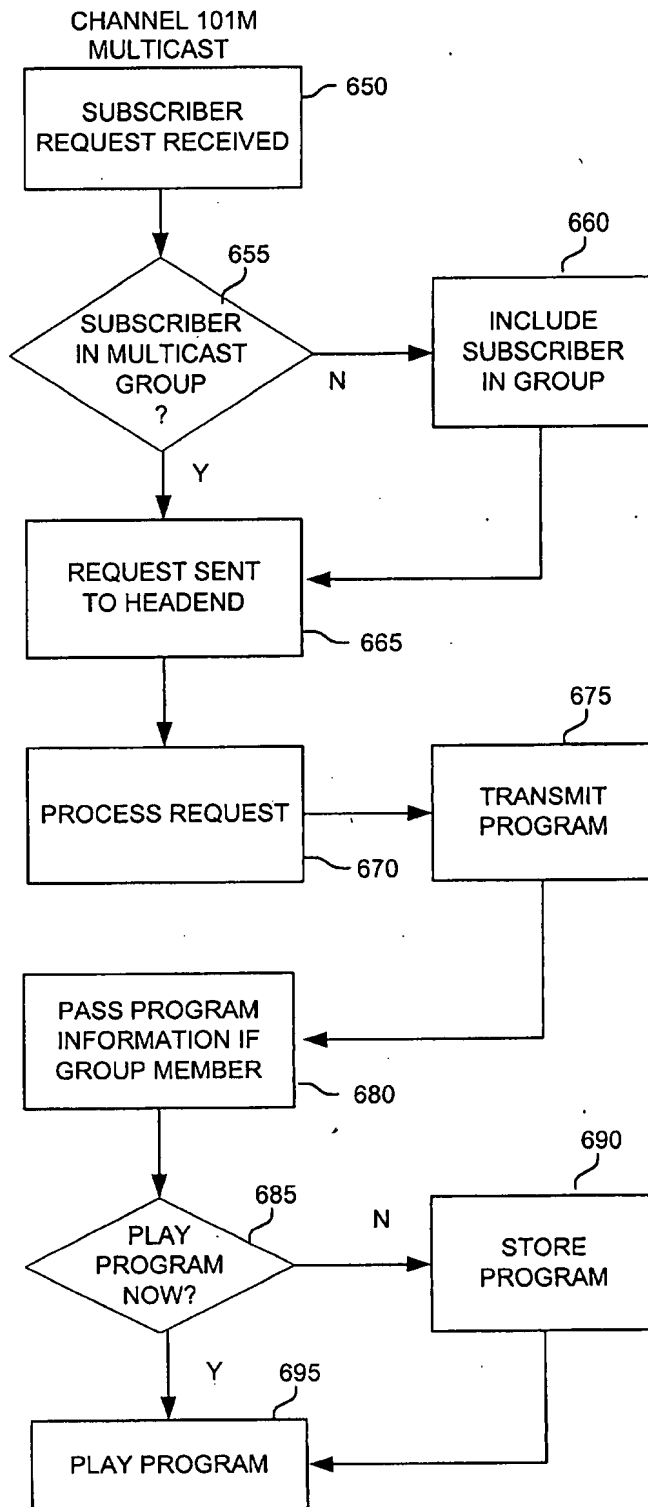 CHANNEL 101M
MULTICAST
650
SUBSCRIBER
REQUEST RECEIVED
655
SUBSCRIBER
IN MULTICAST
GROUP
?
N
Y
660
INCLUDE
SUBSCRIBER
IN GROUP
REQUEST SENT
TO HEADEND
665
PROCESS REQUEST
670
675
TRANSMIT
PROGRAM
PASS PROGRAM
INFORMATION IF
GROUP MEMBER
680
685
PLAY
PROGRAM
NOW?
N
Y
690
STORE
PROGRAM
695
PLAY PROGRAM